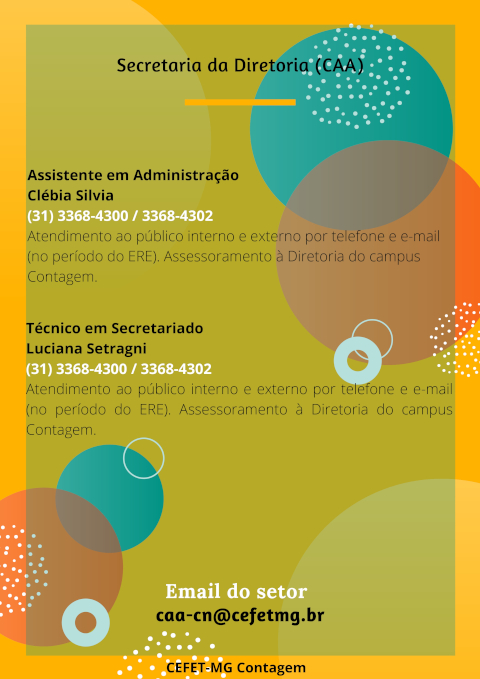 Secretaria da Diretoria (CAA)
Assistente em Administração
Clébia Silvia
(31) 3368-4300 / 3368-4302
Atendimento ao público interno e externo por telefone e e-mail
(no período do ERE). Assessoramento à Diretoria do campus
Contagem.
Técnico em Secretariado
Luciana Setragni
(31) 3368-4300 / 3368-4302
Atendimento ao público interno e externo por telefone e e-mail
(no período do ERE). Assessoramento à Diretoria do campus
Contagem.
Email do setor
caa-cn@cefetmg.br
CEFET-MG Contagem